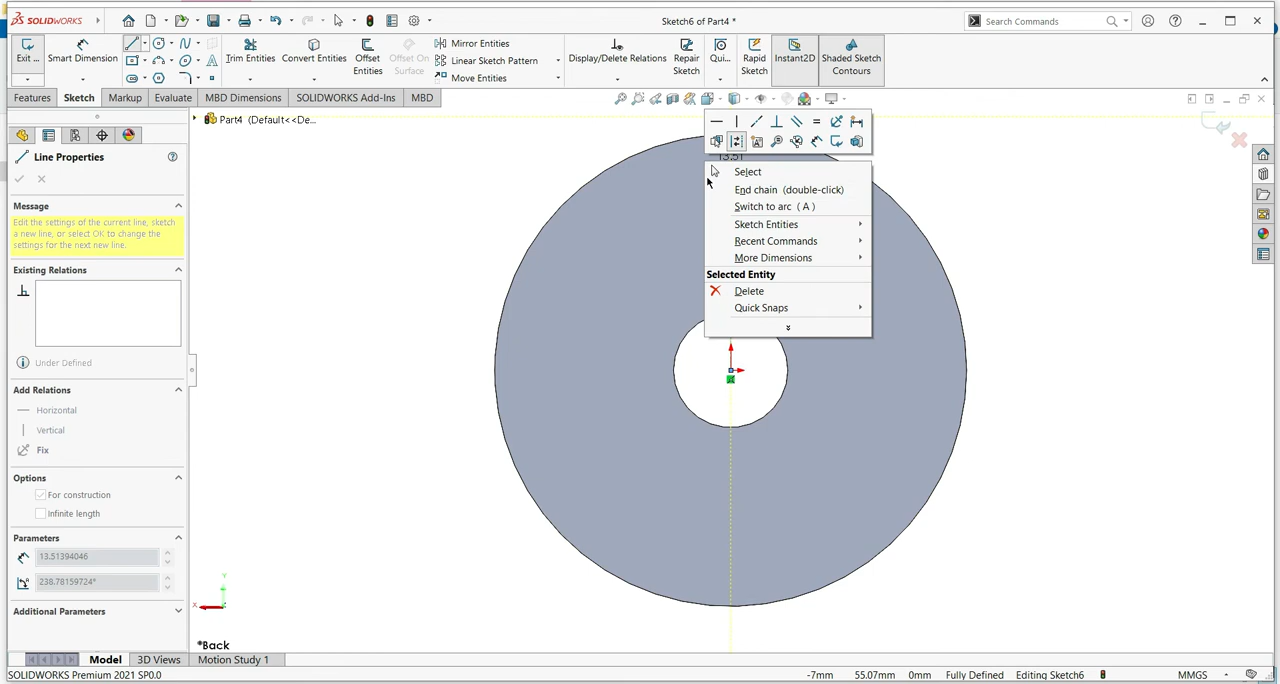 SOLIDWORKS
Sketch6 of Part4 *
Search Commands
Exit ...
Smart Dimension
Trim Entities
Convert Entities
Offset Entities
Offset On Surface
Mirror Entities
Linear Sketch Pattern
Move Entities
Display/Delete Relations
Repair Sketch
Qui...
Rapid Sketch
Instant2D
Shaded Sketch Contours
Features
Sketch
Markup
Evaluate
MBD Dimensions
SOLIDWORKS Add-Ins
MBD
Part4 (Default<<De...
Line Properties
Message
Edit the settings of the current line, sketch
a new line, or select OK to change the
settings for the next new line.
Existing Relations
Under Defined
Add Relations
Horizontal
Vertical
Fix
Options
For construction
Infinite length
Parameters
13.51394046
238.78159724°
Additional Parameters
13.51
Select
End chain (double-click)
Switch to arc ( A )
Sketch Entities
Recent Commands
More Dimensions
Selected Entity
Delete
Quick Snaps
Y
X
*Back
Model
3D Views
Motion Study 1
SOLIDWORKS Premium 2021 SP0.0
-7mm
55.07mm
0mm
Fully Defined
Editing Sketch6
MMGS